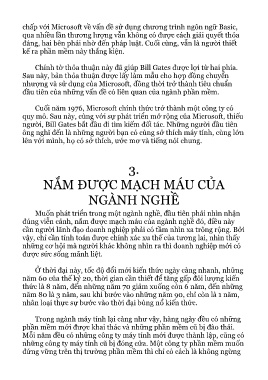 chấp với Microsoft về vấn đề sử dụng chương trình ngôn ngữ Basic,
qua nhiều lần thương lượng vẫn không có được cách giải quyết thỏa
đáng, hai bên phải nhờ đến pháp luật. Cuối cùng, vẫn là người thiết
kế ra phần mềm này thắng kiện.
Chính tờ thỏa thuận này đã giúp Bill Gates được lợi từ hai phía.
Sau này, bản thỏa thuận được lấy làm mẫu cho hợp đồng chuyển
nhượng và sử dụng của Microsoft, đồng thời trở thành tiêu chuẩn
đầu tiên của những vấn đề có liên quan của ngành phần mềm.
Cuối năm 1976, Microsoft chính thức trở thành một công ty có
quy mô. Sau này, cùng với sự phát triển mở rộng của Microsoft, thiếu
người, Bill Gates bắt đầu đi tìm kiếm đối tác. Những người đầu tiên
ông nghĩ đến là những người bạn có cùng sở thích máy tính, cùng lớn
lên với mình, họ có sở thích, ước mơ và tiếng nói chung.
3.
NẮM ĐƯỢC MẠCH MÁU CỦA
NGÀNH NGHỀ
Muốn phát triển trong một ngành nghề, đầu tiên phải nhìn nhận
đúng viễn cảnh, nắm được mạch máu của ngành nghề đó, điều này
cần người lãnh đạo doanh nghiệp phải có tầm nhìn xa trông rộng. Bởi
vậy, chỉ cần tính toán được chính xác xu thế của tương lai, nhìn thấy
những cơ hội mà người khác không nhìn ra thì doanh nghiệp mới có
được sức sống mãnh liệt.
Ở thời đại này, tốc độ đổi mới kiến thức ngày càng nhanh, những
năm 60 của thế kỷ 20, thời gian cần thiết để tăng gấp đôi lượng kiến
thức là 8 năm, đến những năm 70 giảm xuống còn 6 năm, đến những
năm 80 là 3 năm, sau khi bước vào những năm 90, chỉ còn là 1 năm,
nhân loại thực sự bước vào thời đại bùng nổ kiến thức.
Trong ngành máy tính lại càng như vậy, hàng ngày đều có những
phần mềm mới được khai thác và những phần mềm cũ bị đào thải.
Mỗi năm đều có những công ty máy tính mới được thành lập, cũng có
những công ty máy tính cũ bị đóng cửa. Một công ty phần mềm muốn
đứng vững trên thị trường phần mềm thì chỉ có cách là không ngừng